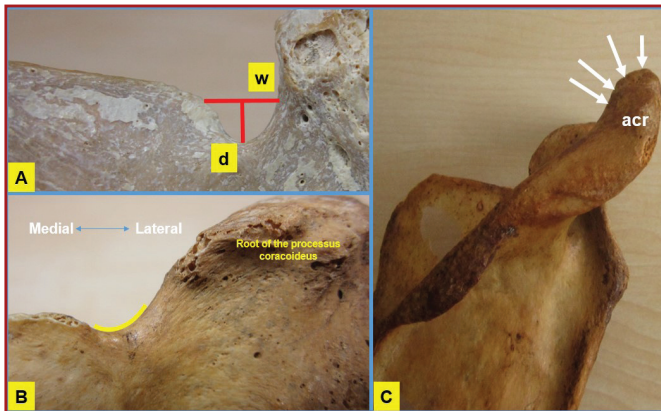 w
d
A
Medial
Lateral
Root of the processus
coracoideus
B
acr
C